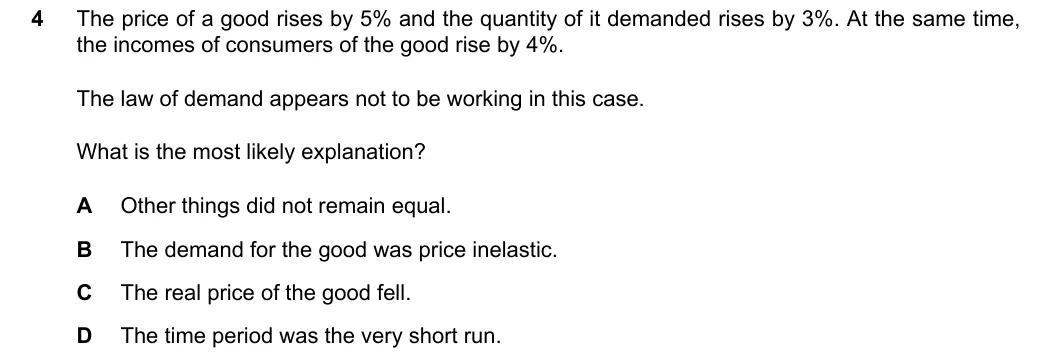 4 The price of a good rises by 5% and the quantity of it demanded rises by 3%. At the same time,
the incomes of consumers of the good rise by 4%.
The law of demand appears not to be working in this case.
What is the most likely explanation?
A Other things did not remain equal.
B The demand for the good was price inelastic.
C The real price of the good fell.
D The time period was the very short run.